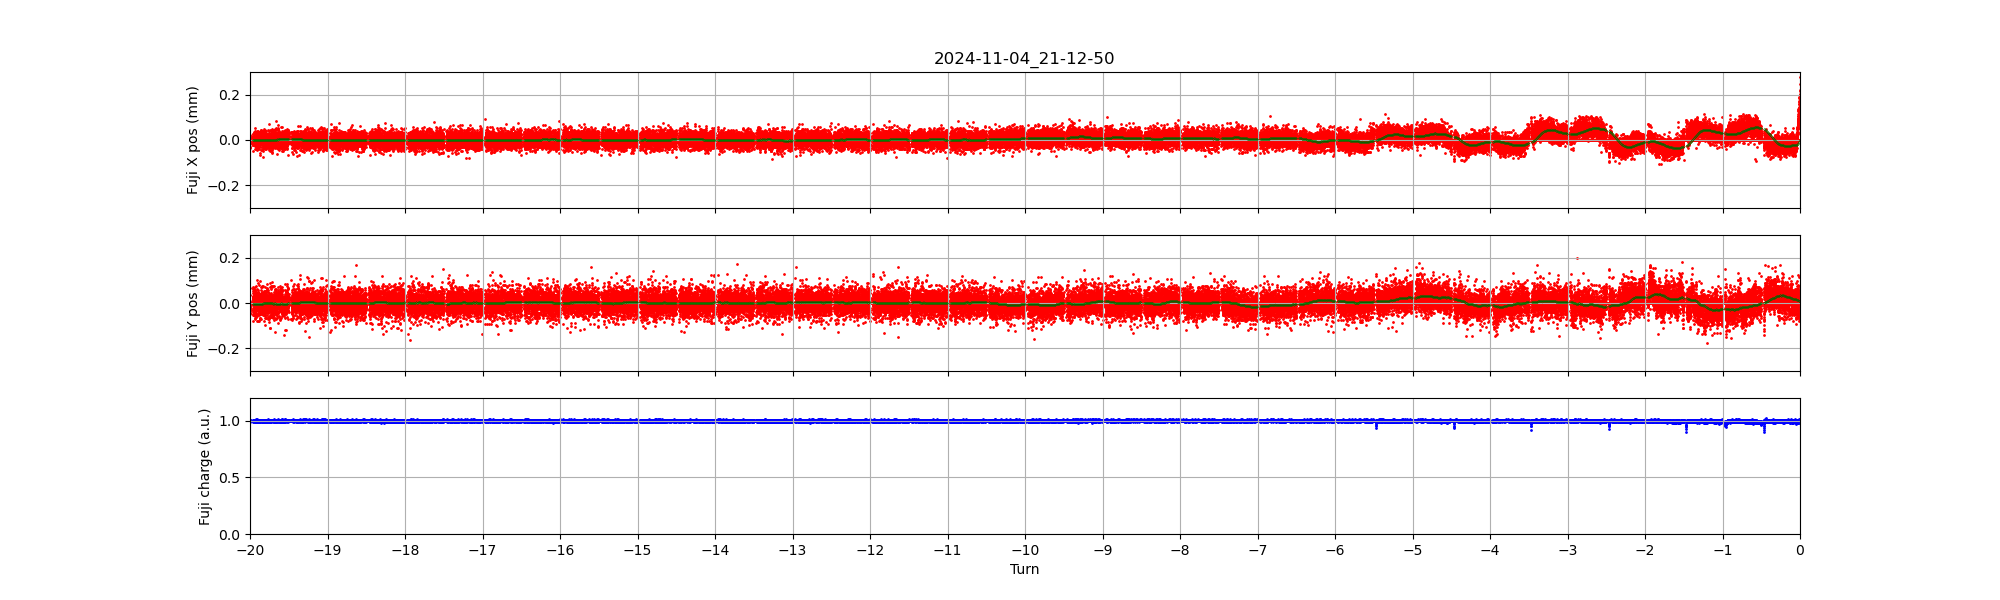 2024-11-04_21-12-50
Fuji X pos (mm)
0.2
0.0
−0.2
Fuji Y pos (mm)
0.2
0.0
−0.2
Fuji charge (a.u.)
1.0
0.5
0.0
−20 −19 −18 −17 −16 −15 −14 −13 −12 −11 −10 −9 −8 −7 −6 −5 −4 −3 −2 −1 0
Turn